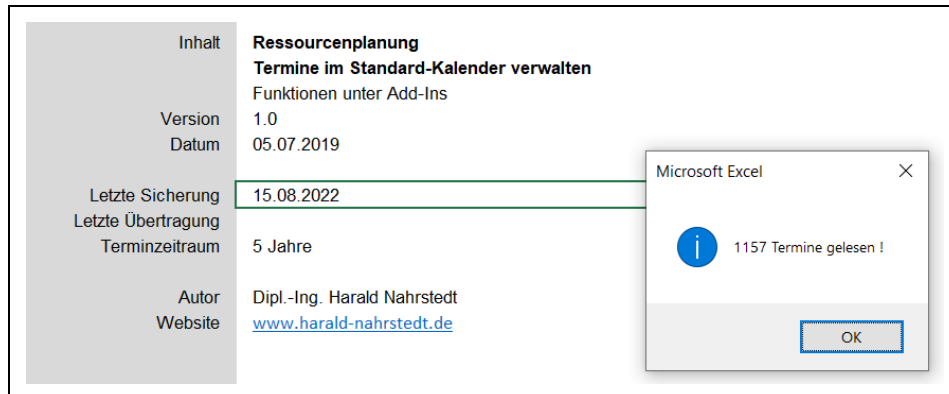 Inhalt Ressourcenplanung
Termine im Standard-Kalender verwalten
Funktionen unter Add-Ins
Version 1.0
Datum 05.07.2019
Letzte Sicherung 15.08.2022
Letzte Übertragung
Terminzeitraum 5 Jahre
Autor Dipl.-Ing. Harald Nahrstedt
Website www.harald-nahrstedt.de
Microsoft Excel
1157 Termine gelesen !
OK